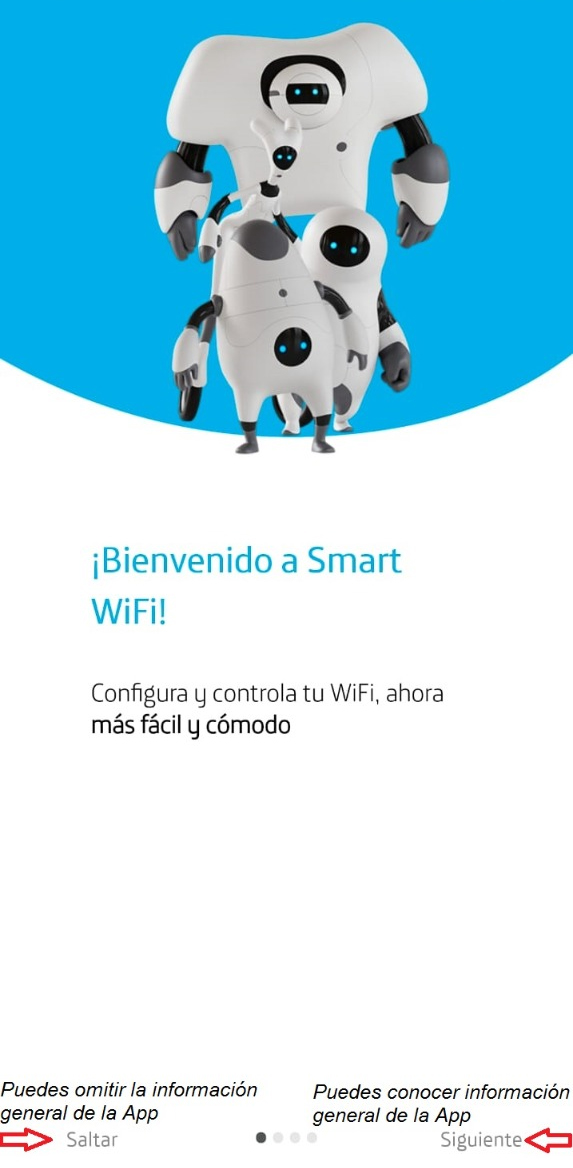 ¡Bienvenido a Smart
WiFi!
Configura y controla tu WiFi, ahora
más fácil y cómodo
Puedes omitir la información
general de la App
Puedes conocer información
general de la App
Saltar
Siguiente